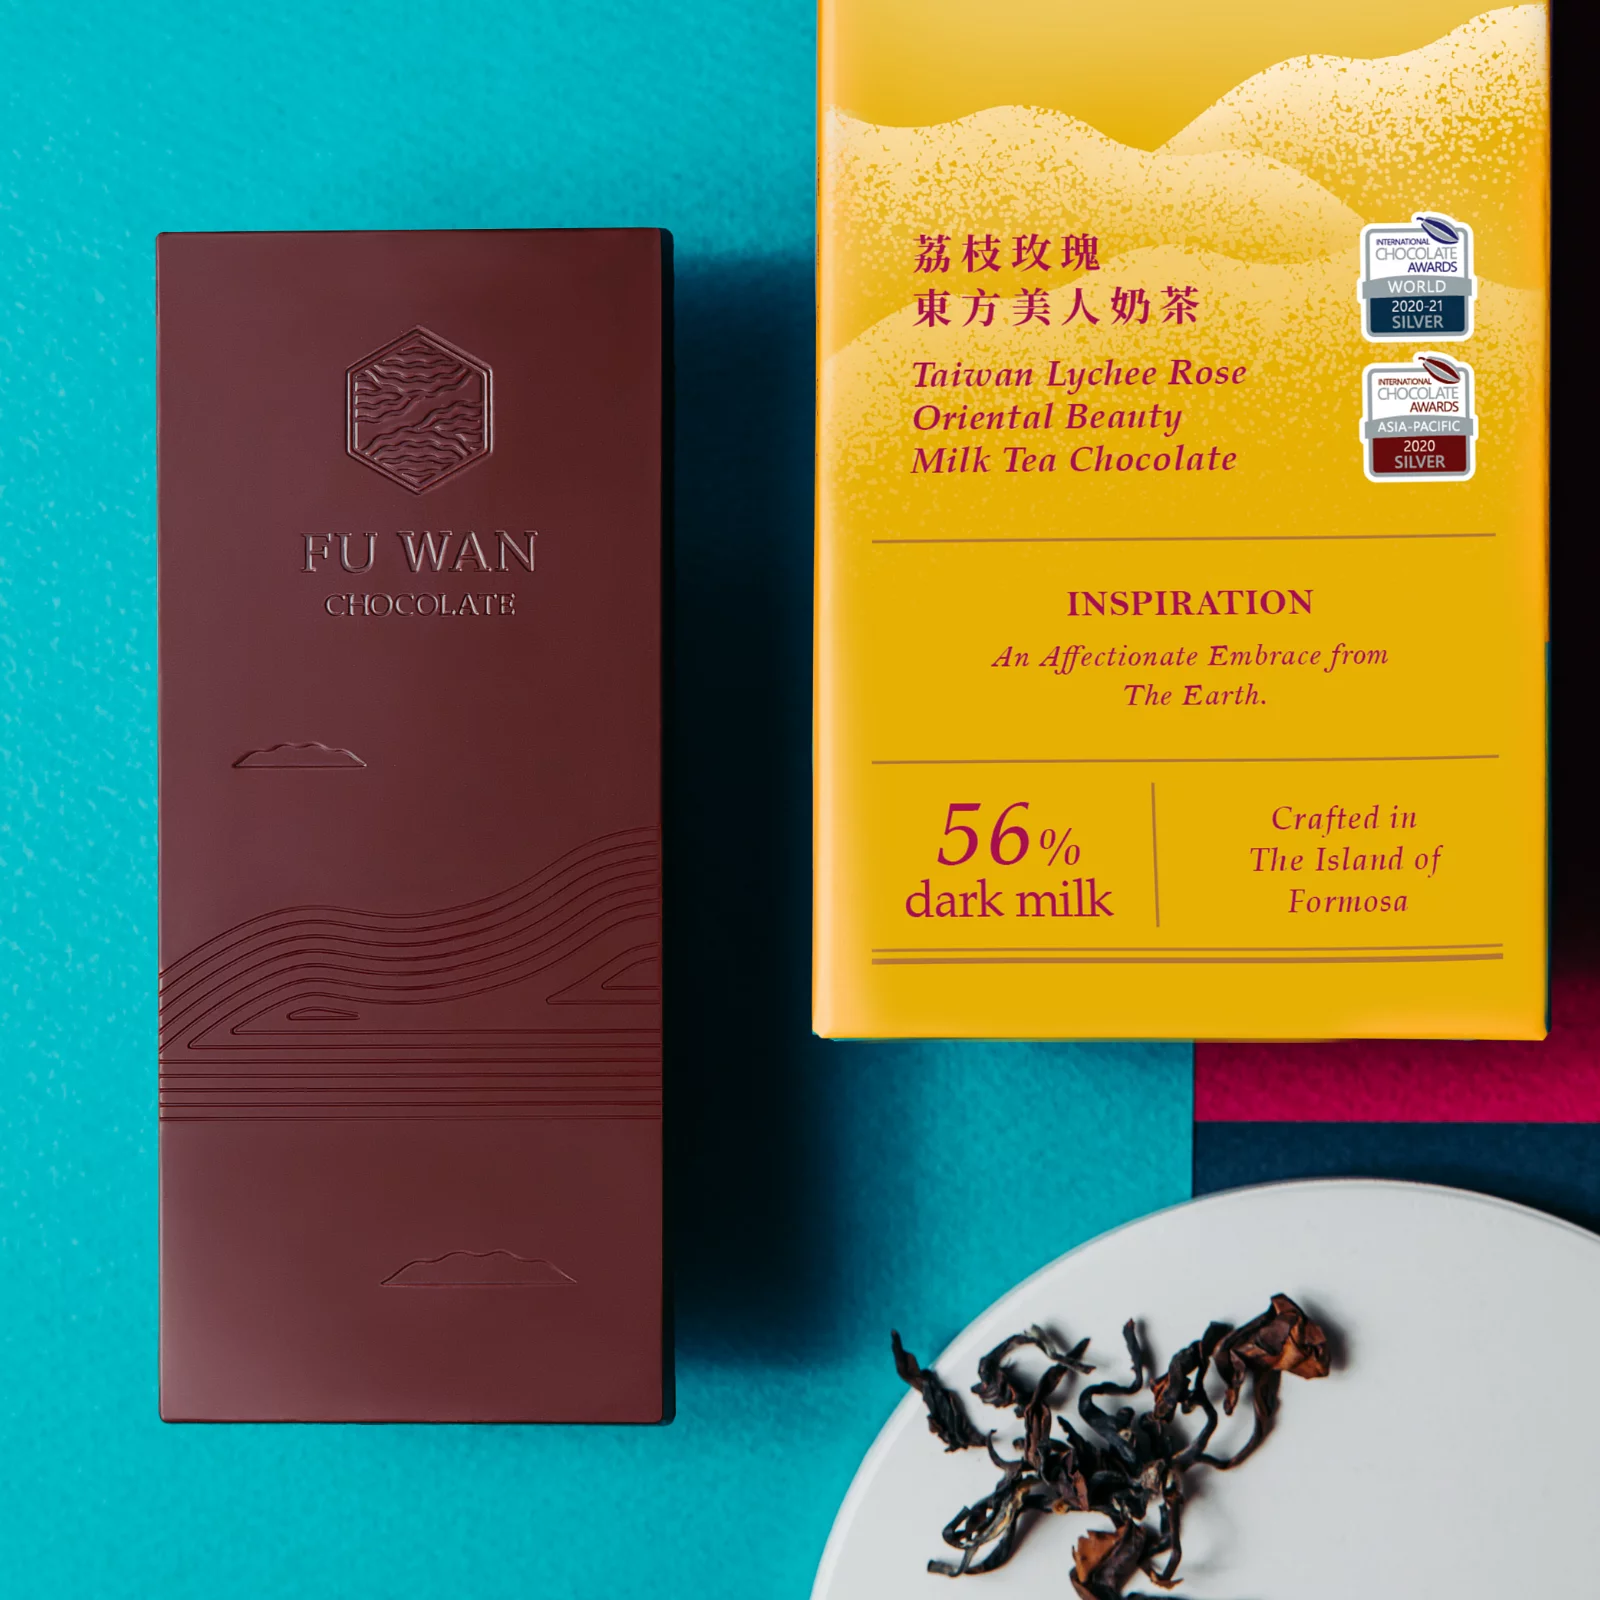 FU WAN
CHOCOLATE
荔枝玫瑰
東方美人奶茶
Taiwan Lychee Rose
Oriental Beauty
Milk Tea Chocolate
INTERNATIONAL
CHOCOLATE
AWARDS
WORLD
2020-21
SILVER
INTERNATIONAL
CHOCOLATE
AWARDS
ASIA-PACIFIC
2020
SILVER
INSPIRATION
An Affectionate Embrace from
The Earth.
56%
dark milk
Crafted in
The Island of
Formosa